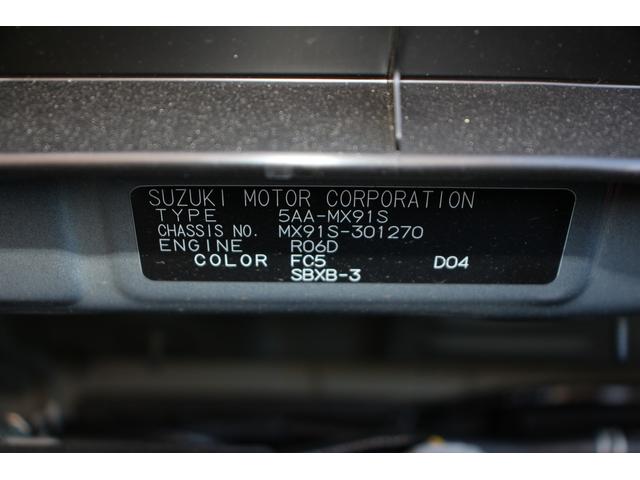 SUZUKI MOTOR CORPORATION
TYPE 5AA-MX91S
CHASSIS NO. MX91S-301270
ENGINE R06D
COLOR FC5 D04
SBXB-3